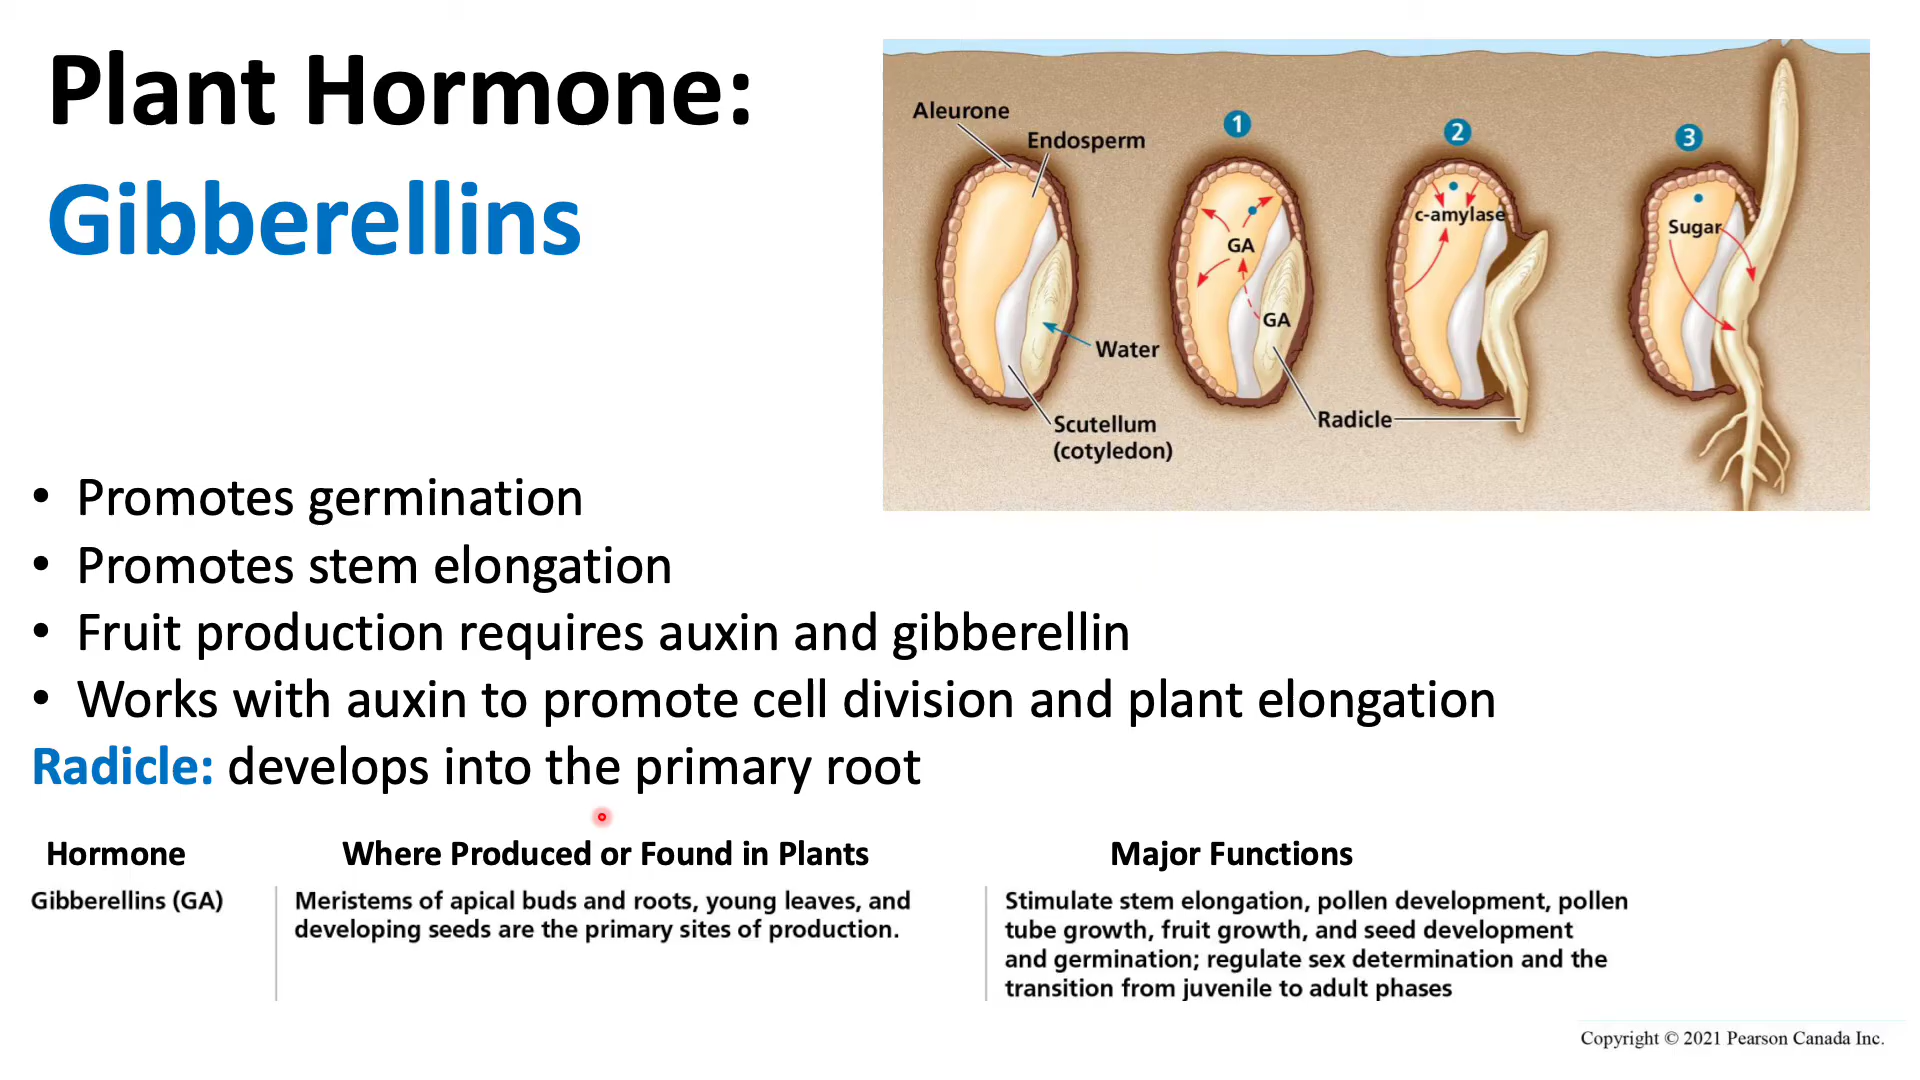 Plant Hormone:
Gibberellins
Aleurone
Endosperm
Water
Scutellum
(cotyledon)
1
GA
GA
Radicle
2
c-amylase
3
Sugar
• Promotes germination
• Promotes stem elongation
• Fruit production requires auxin and gibberellin
• Works with auxin to promote cell division and plant elongation
Radicle: develops into the primary root
Hormone
Where Produced or Found in Plants
Major Functions
Gibberellins (GA)
Meristems of apical buds and roots, young leaves, and
developing seeds are the primary sites of production.
Stimulate stem elongation, pollen development, pollen
tube growth, fruit growth, and seed development
and germination; regulate sex determination and the
transition from juvenile to adult phases
Copyright © 2021 Pearson Canada Inc.